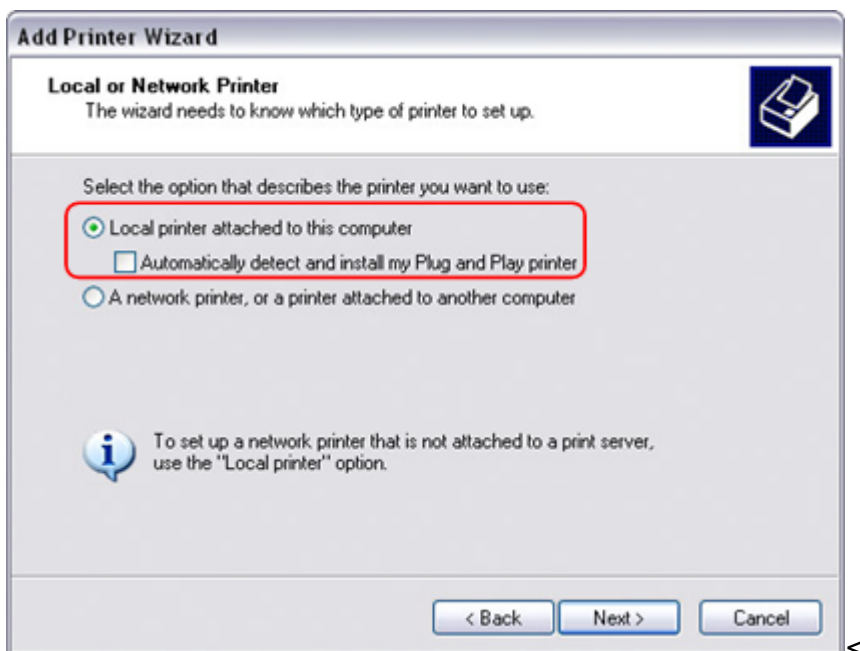 Add Printer Wizard
Local or Network Printer
The wizard needs to know which type of printer to set up.
Select the option that describes the printer you want to use:
Local printer attached to this computer
Automatically detect and install my Plug and Play printer
A network printer, or a printer attached to another computer
To set up a network printer that is not attached to a print server,
use the "Local printer" option.
< Back
Next >
Cancel
<